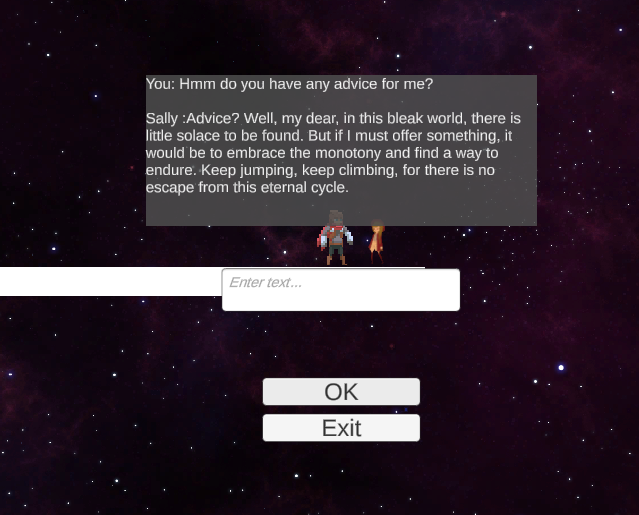 You: Hmm do you have any advice for me?
Sally :Advice? Well, my dear, in this bleak world, there is
little solace to be found. But if I must offer something, it
would be to embrace the monotony and find a way to
endure. Keep jumping, keep climbing, for there is no
escape from this eternal cycle.
Enter text...
OK
Exit